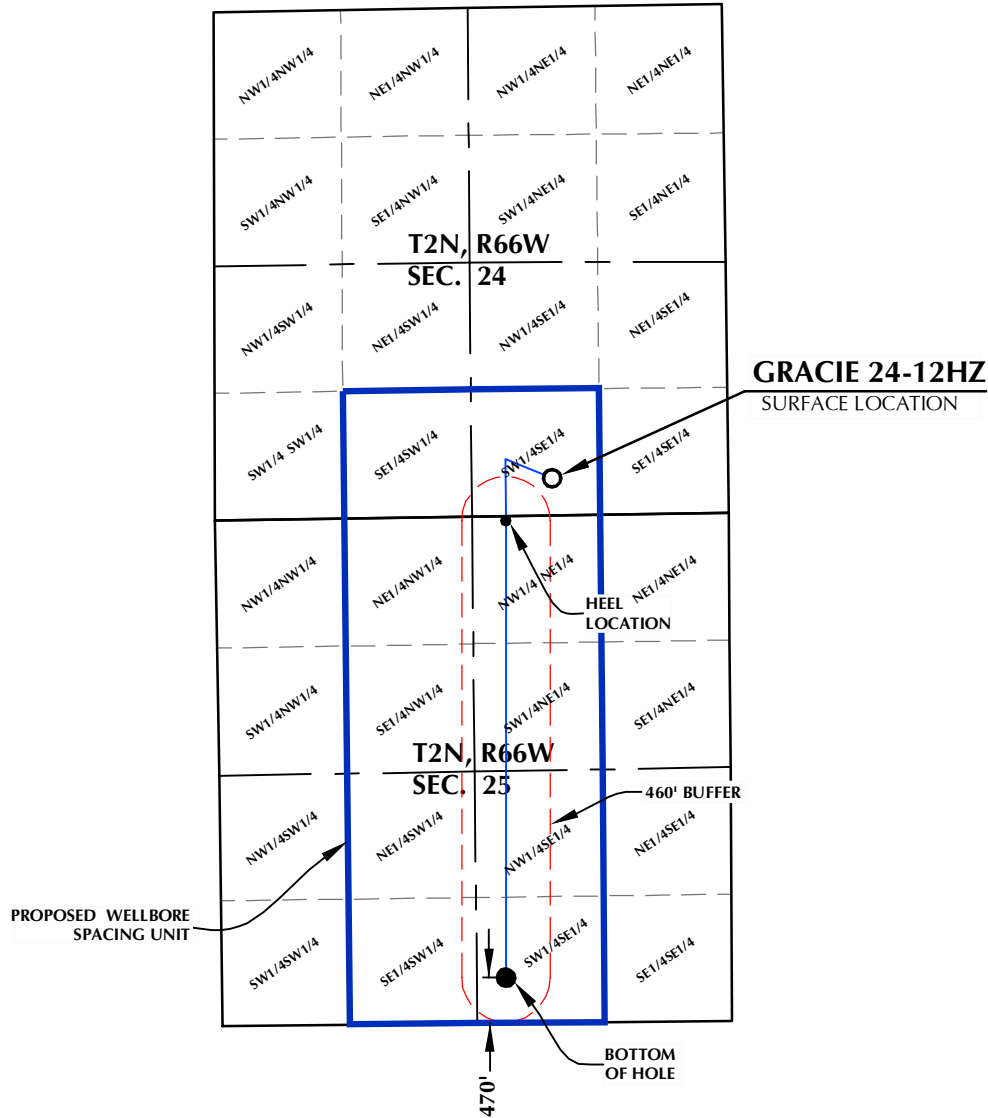 NW1/4NW1/4
NE1/4NW1/4
NW1/4NE1/4
NE1/4NE1/4
SW1/4NW1/4
SE1/4NW1/4
SW1/4NE1/4
SE1/4NE1/4
T2N, R66W
SEC. 24
NW1/4SW1/4
NE1/4SW1/4
NW1/4SE1/4
NE1/4SE1/4
GRACIE 24-12HZ
SURFACE LOCATION
SW1/4 SW1/4
SE1/4SW1/4
SW1/4SE1/4
SE1/4SE1/4
NW1/4NW1/4
NE1/4NW1/4
NW1/4 NE1/4
NE1/4NE1/4
HEEL
LOCATION
SW1/4NW1/4
SE1/4NW1/4
SW1/4NE1/4
SE1/4NE1/4
T2N, R66W
SEC. 25
460' BUFFER
NW1/4SW1/4
NE1/4SW1/4
NW1/4SE1/4
NE1/4SE1/4
PROPOSED WELLBORE
SPACING UNIT
SW1/4SW1/4
SE1/4SW1/4
SW1/4SE1/4
SE1/4SE1/4
BOTTOM
OF HOLE
470'